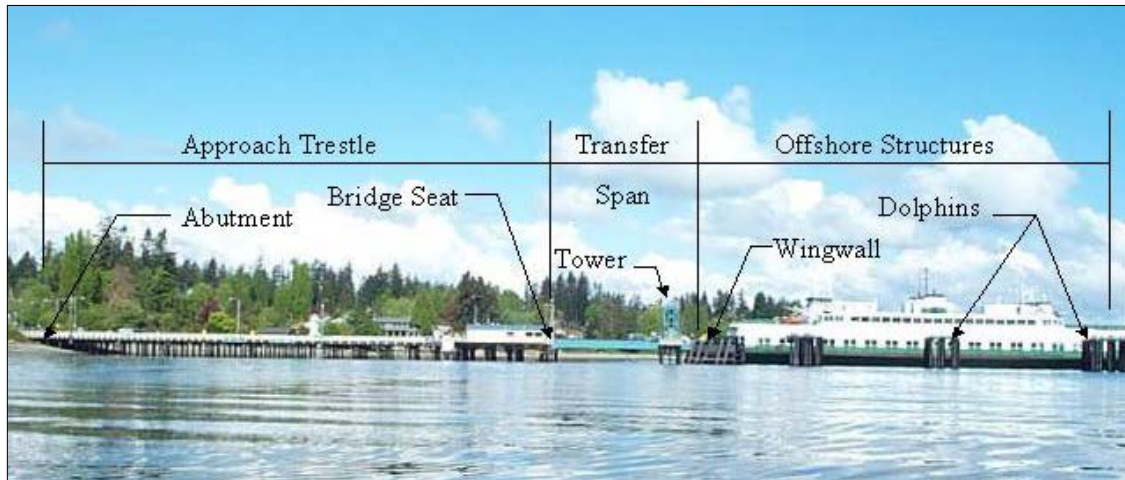 Approach Trestle
Transfer
Span
Offshore Structures
Abutment
Bridge Seat
Tower
Wingwall
Dolphins